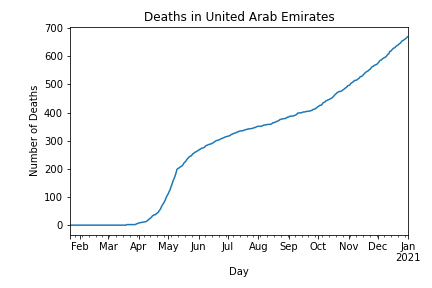 Deaths in United Arab Emirates
700
600
500
400
300
200
100
0
Number of Deaths
Feb Mar Apr May Jun Jul Aug Sep Oct Nov Dec Jan
2021
Day